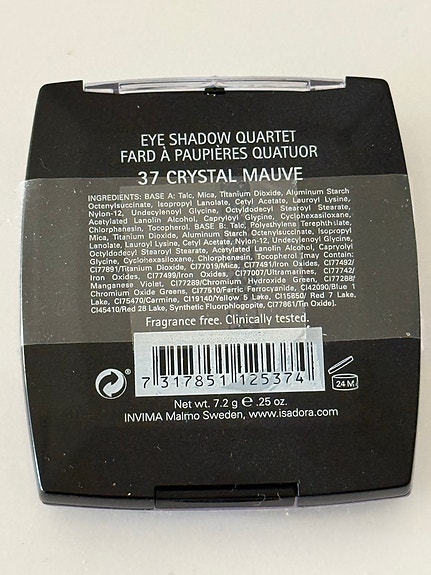 EYE SHADOW QUARTET
FARD À PAUPIÈRES QUATUOR
37 CRYSTAL MAUVE
INGREDIENTS: BASE A: Talc, Mica, Titanium Dioxide, Aluminum Starch
Octenylsuccinate, Isopropyl Lanolate, Cetyl Acetate, Lauroyl Lysine,
Nylon-12, Undecylenoyl Glycine, Octyldodecyl Stearoyl Stearate,
Acetylated Lanolin Alcohol, Capryloyl Glycine, Cyclohexasiloxane,
Chlorphenesin, Tocopherol. BASE B: Talc, Polyethylene Terephthalate,
Mica, Titanium Dioxide, Aluminum Starch Octenylsuccinate, Isopropyl
Lanolate, Lauroyl Lysine, Cetyl Acetate, Nylon-12, Undecylenoyl
Glycine, Octyldodecyl Stearoyl Stearate, Acetylated Lanolin Alcohol, Capryloyl
Glycine, Cyclohexasiloxane, Chlorphenesin, Tocopherol [may Contain:
CI77891/Titanium Dioxide, CI77019/Mica, CI77491/Iron Oxides, CI77492/
Iron Oxides, CI77499/Iron Oxides, CI77007/Ultramarines, CI77742/
Manganese Violet, CI77289/Chromium Hydroxide Green, CI77288/
Chromium Oxide Greens, CI77510/Ferric Ferrocyanide, CI42090/Blue 1
Lake, CI75470/Carmine, CI19140/Yellow 5 Lake, CI15850/ Red 7 Lake,
CI45410/Red 28 Lake, Synthetic Fluorphlogopite, CI77861/Tin Oxide].
Fragrance free. Clinically tested.
7 317851 125374
24 M
Net wt. 7.2 g ℮ .25 oz.
INVIMA Malmo Sweden, www.isadora.com